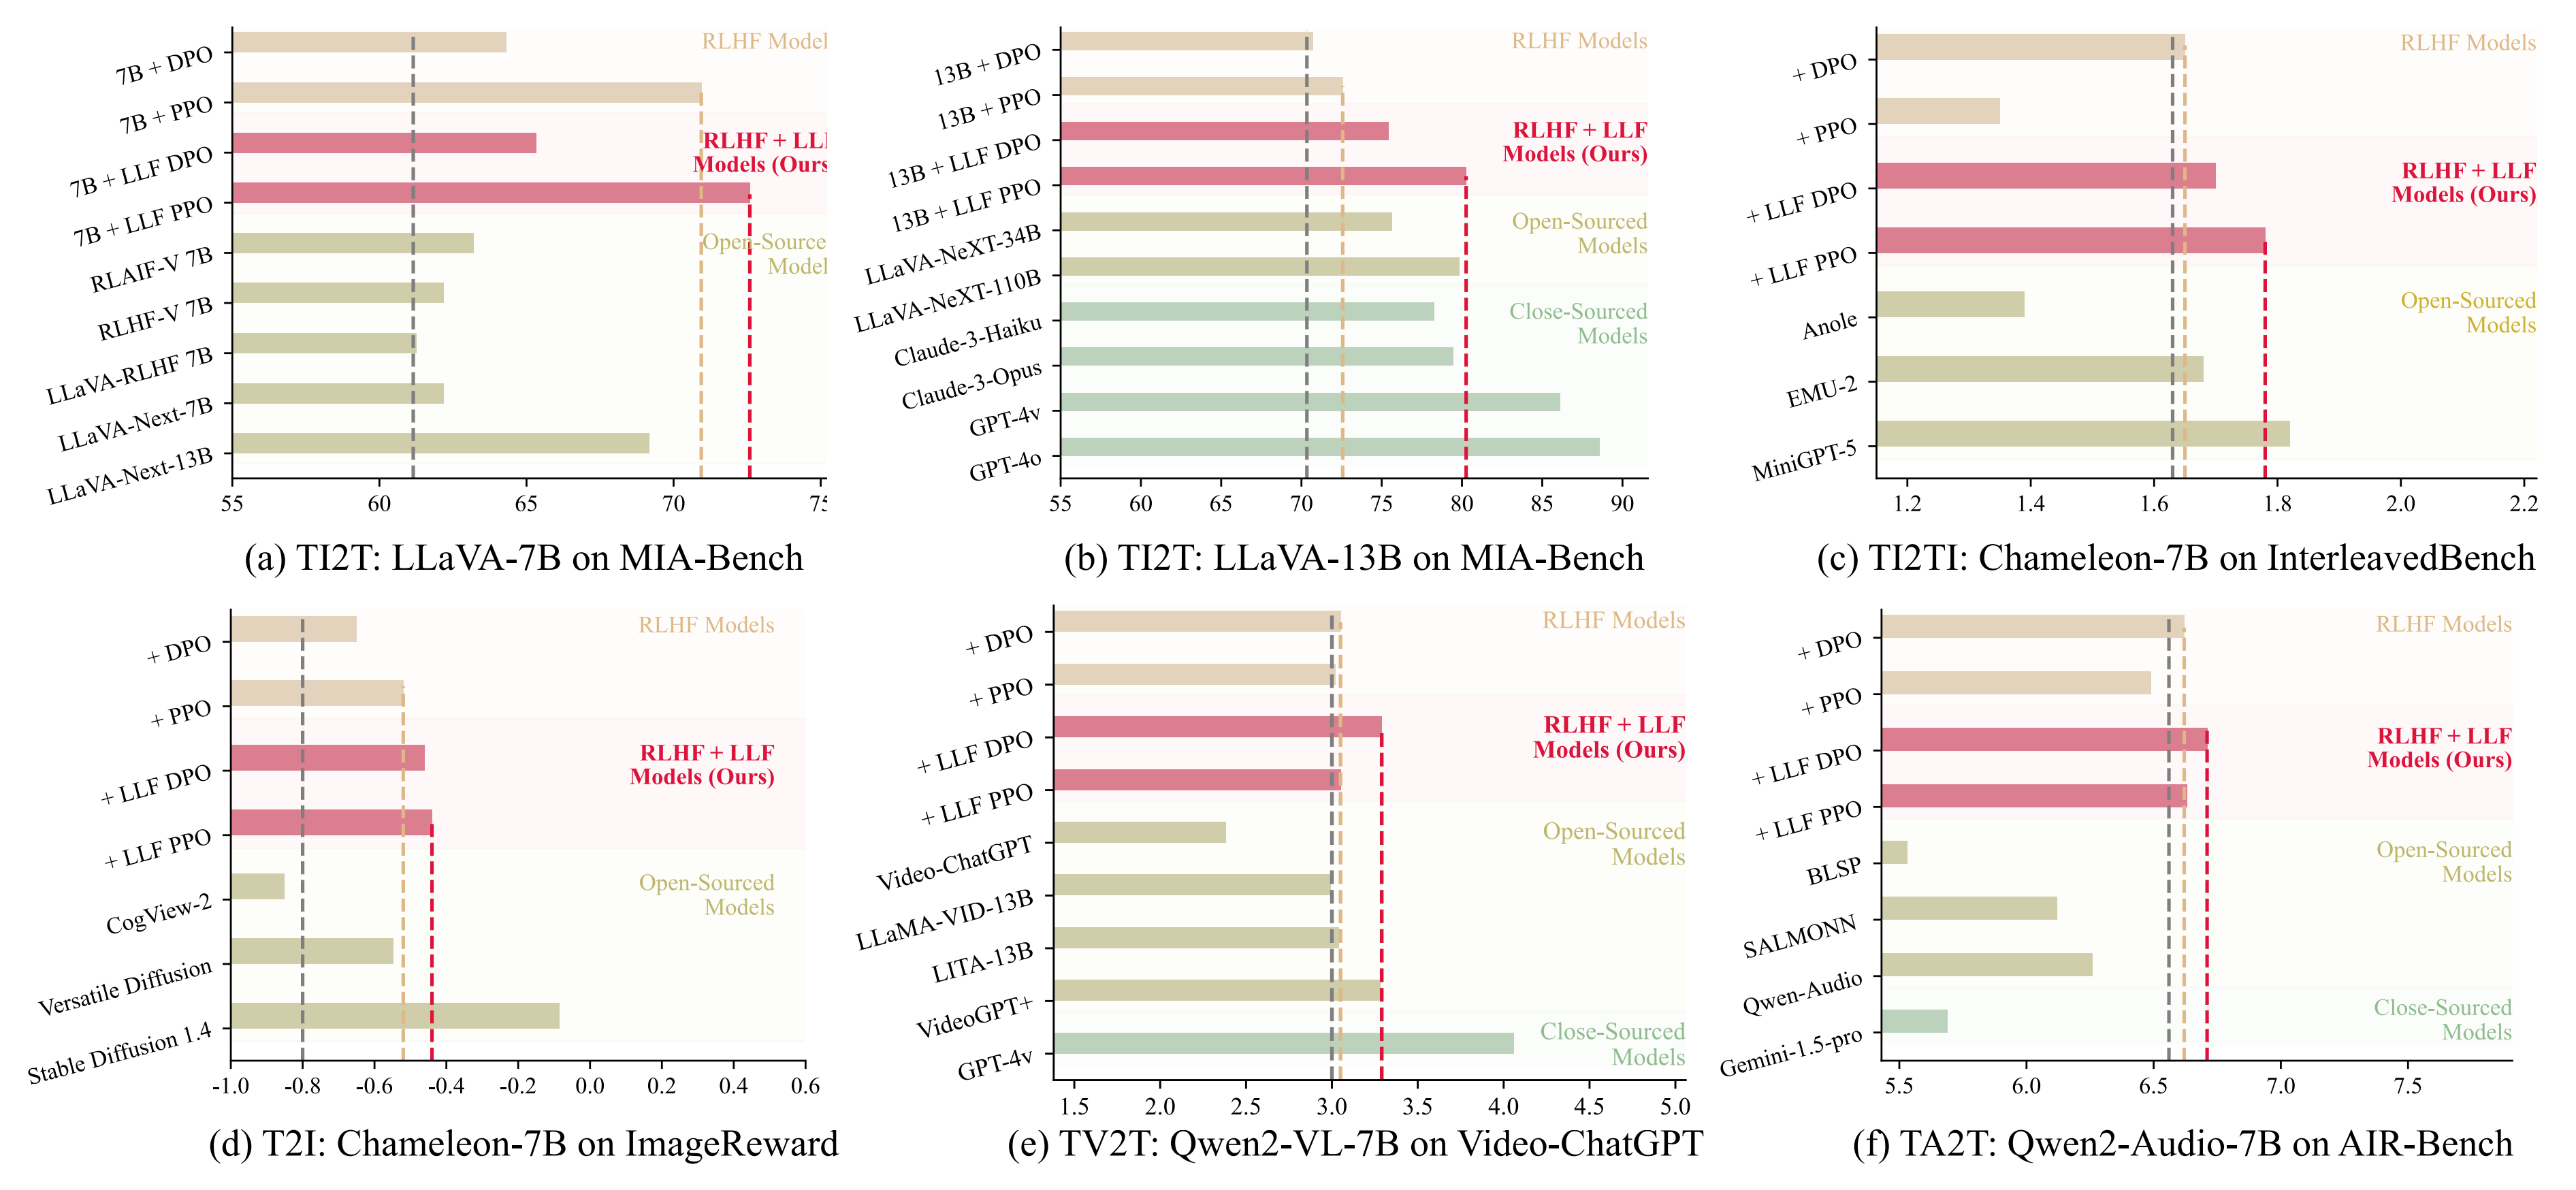 RLHF Model
7B + DPO
7B + PPO
RLHF + LLF
Models (Ours
7B + LLF DPO
7B + LLF PPO
Open-Source
Model
RLAIF-V 7B
RLHF-V 7B
LLaVA-RLHF 7B
LLaVA-Next-7B
LLaVA-Next-13B
55 60 65 70 75
(a) TI2T: LLaVA-7B on MIA-Bench
RLHF Models
13B + DPO
13B + PPO
RLHF + LLF
Models (Ours)
13B + LLF DPO
13B + LLF PPO
Open-Sourced
Models
LLaVA-NeXT-34B
LLaVA-NeXT-110B
Close-Sourced
Models
Claude-3-Haiku
Claude-3-Opus
GPT-4v
GPT-4o
55 60 65 70 75 80 85 90
(b) TI2T: LLaVA-13B on MIA-Bench
RLHF Models
+ DPO
+ PPO
RLHF + LLF
Models (Ours)
+ LLF DPO
+ LLF PPO
Open-Sourced
Models
Anole
EMU-2
MiniGPT-5
1.2 1.4 1.6 1.8 2.0 2.2
(c) TI2TI: Chameleon-7B on InterleavedBench
RLHF Models
+ DPO
+ PPO
RLHF + LLF
Models (Ours)
+ LLF DPO
+ LLF PPO
Open-Sourced
Models
CogView-2
Versatile Diffusion
Stable Diffusion 1.4
-1.0 -0.8 -0.6 -0.4 -0.2 0.0 0.2 0.4 0.6
(d) T2I: Chameleon-7B on ImageReward
RLHF Models
+ DPO
+ PPO
RLHF + LLF
Models (Ours)
+ LLF DPO
+ LLF PPO
Open-Sourced
Models
Video-ChatGPT
LLaMA-VID-13B
LITA-13B
VideoGPT+
Close-Sourced
Models
GPT-4v
1.5 2.0 2.5 3.0 3.5 4.0 4.5 5.0
(e) TV2T: Qwen2-VL-7B on Video-ChatGPT
RLHF Models
+ DPO
+ PPO
RLHF + LLF
Models (Ours)
+ LLF DPO
+ LLF PPO
Open-Sourced
Models
BLSP
SALMONN
Qwen-Audio
Close-Sourced
Models
Gemini-1.5-pro
5.5 6.0 6.5 7.0 7.5
(f) TA2T: Qwen2-Audio-7B on AIR-Bench